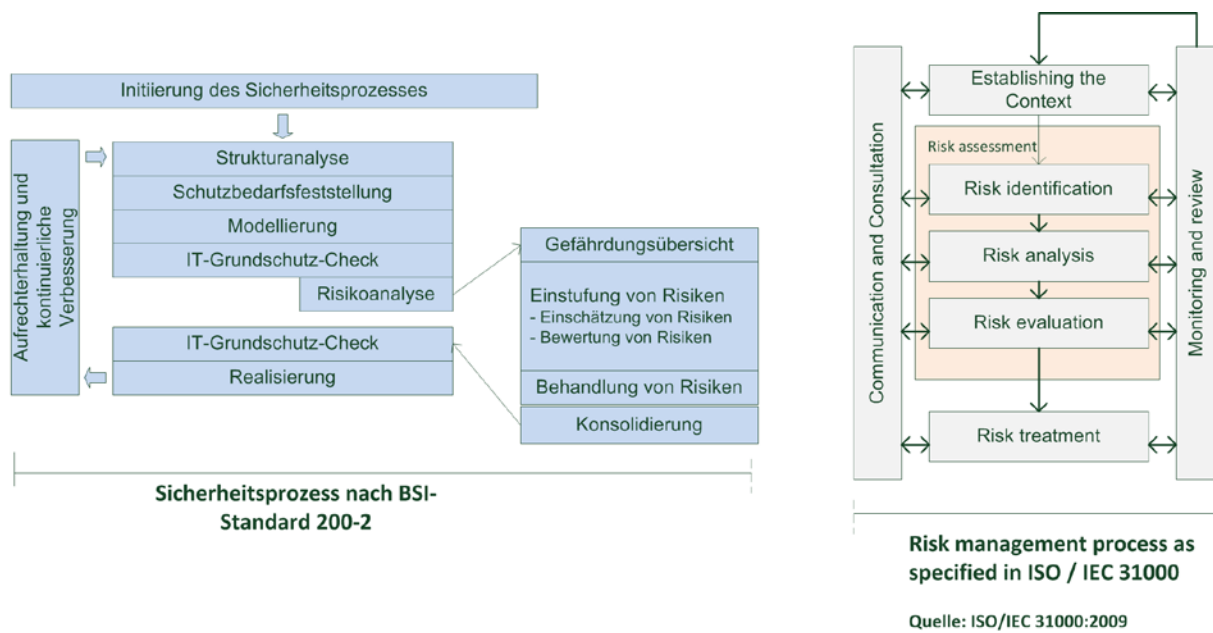 Initiierung des Sicherheitsprozesses
Aufrechterhaltung und
kontinuierliche
Verbesserung
Strukturanalyse
Schutzbedarfsfeststellung
Modellierung
IT-Grundschutz-Check
Risikoanalyse
IT-Grundschutz-Check
Realisierung
Gefährdungsübersicht
Einstufung von Risiken
- Einschätzung von Risiken
- Bewertung von Risiken
Behandlung von Risiken
Konsolidierung
Sicherheitsprozess nach BSI-
Standard 200-2
Communication and Consultation
Establishing the
Context
Risk assessment
Risk identification
Risk analysis
Risk evaluation
Risk treatment
Monitoring and review
Risk management process as
specified in ISO / IEC 31000
Quelle: ISO/IEC 31000:2009